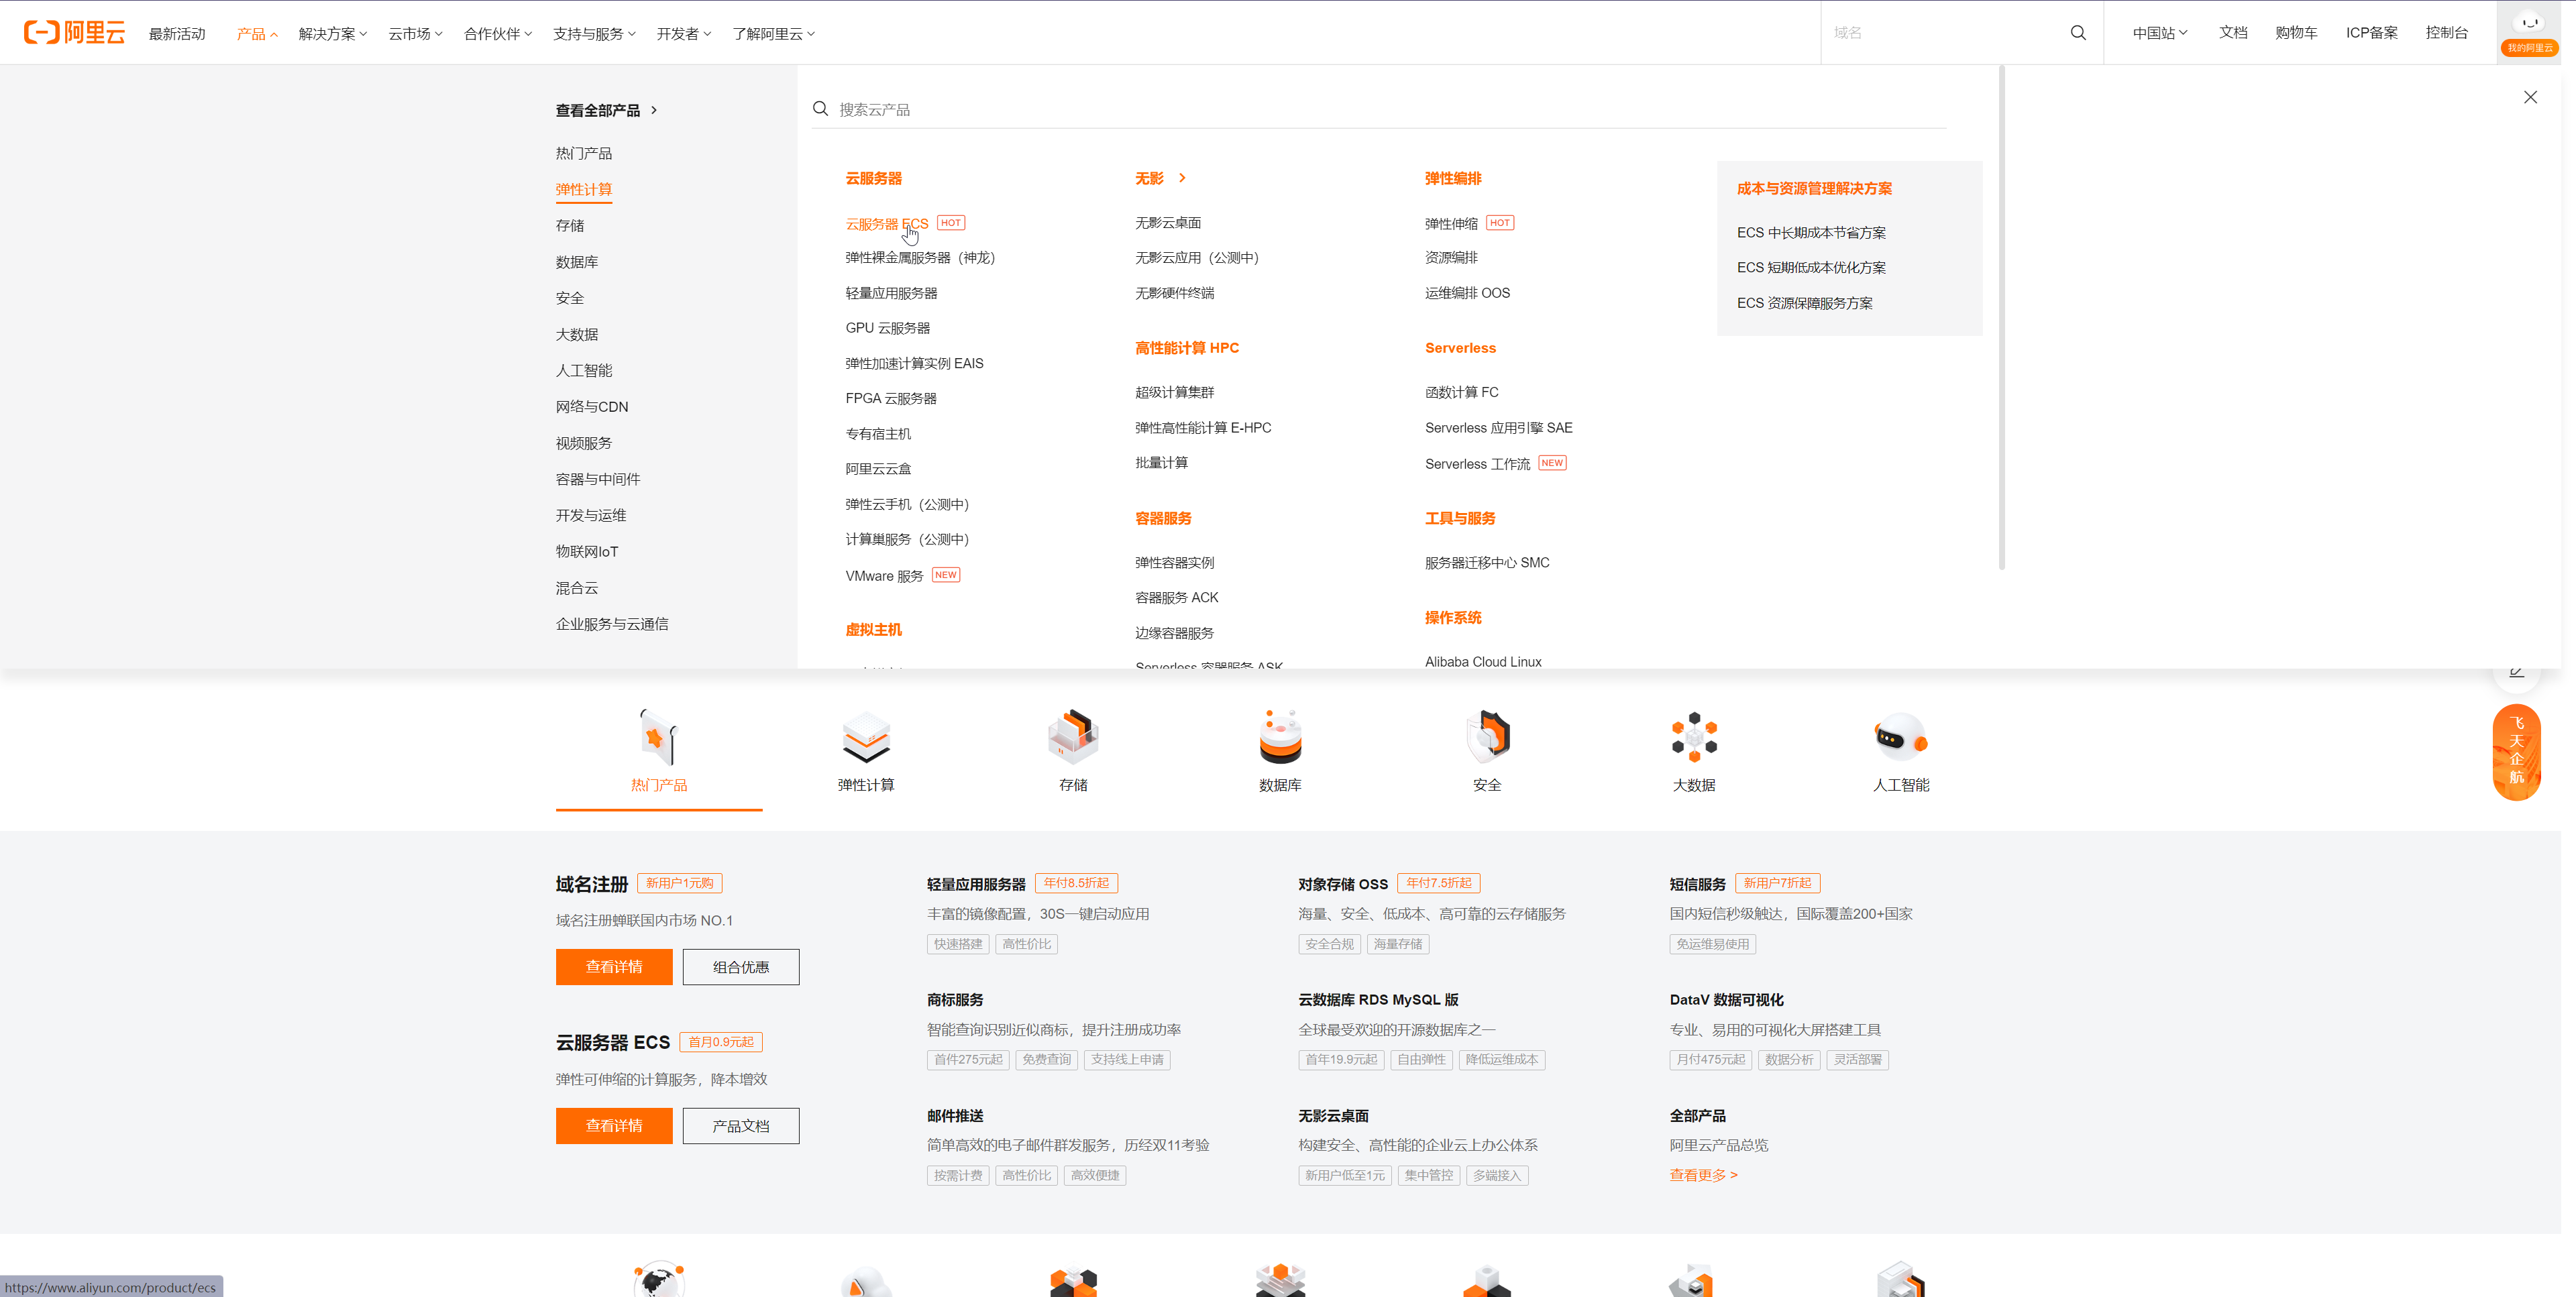 阿里云
最新活动
产品
解决方案
云市场
合作伙伴
支持与服务
开发者
了解阿里云
域名
中国站
文档
购物车
ICP备案
控制台
我的阿里云
查看全部产品 >
热门产品
弹性计算
存储
数据库
安全
大数据
人工智能
网络与CDN
视频服务
容器与中间件
开发与运维
物联网IoT
混合云
企业服务与云通信
搜索云产品
云服务器
云服务器 ECS HOT
弹性裸金属服务器（神龙）
轻量应用服务器
GPU 云服务器
弹性加速计算实例 EAIS
FPGA 云服务器
专有宿主机
阿里云云盒
弹性云手机（公测中）
计算巢服务（公测中）
VMware 服务 NEW
虚拟主机
无影 >
无影云桌面
无影云应用（公测中）
无影硬件终端
高性能计算 HPC
超级计算集群
弹性高性能计算 E-HPC
批量计算
容器服务
弹性容器实例
容器服务 ACK
边缘容器服务
Serverless 容器服务 ASK
弹性编排
弹性伸缩 HOT
资源编排
运维编排 OOS
Serverless
函数计算 FC
Serverless 应用引擎 SAE
Serverless 工作流 NEW
工具与服务
服务器迁移中心 SMC
操作系统
Alibaba Cloud Linux
成本与资源管理解决方案
ECS 中长期成本节省方案
ECS 短期低成本优化方案
ECS 资源保障服务方案
飞天企航
热门产品
弹性计算
存储
数据库
安全
大数据
人工智能
域名注册 新用户1元购
域名注册蝉联国内市场 NO.1
查看详情 组合优惠
云服务器 ECS 首月0.9元起
弹性可伸缩的计算服务，降本增效
查看详情 产品文档
轻量应用服务器 年付8.5折起
丰富的镜像配置，30S一键启动应用
快速搭建 高性价比
商标服务
智能查询识别近似商标，提升注册成功率
首件275元起 免费查询 支持线上申请
邮件推送
简单高效的电子邮件群发服务，历经双11考验
按需计费 高性价比 高效便捷
对象存储 OSS 年付7.5折起
海量、安全、低成本、高可靠的云存储服务
安全合规 海量存储
云数据库 RDS MySQL 版
全球最受欢迎的开源数据库之一
首年19.9元起 自由弹性 降低运维成本
无影云桌面
构建安全、高性能的企业云上办公体系
新用户低至1元 集中管控 多端接入
短信服务 新用户7折起
国内短信秒级触达，国际覆盖200+国家
免运维易使用
DataV 数据可视化
专业、易用的可视化大屏搭建工具
月付475元起 数据分析 灵活部署
全部产品
阿里云产品总览
查看更多 >
https://www.aliyun.com/product/ecs